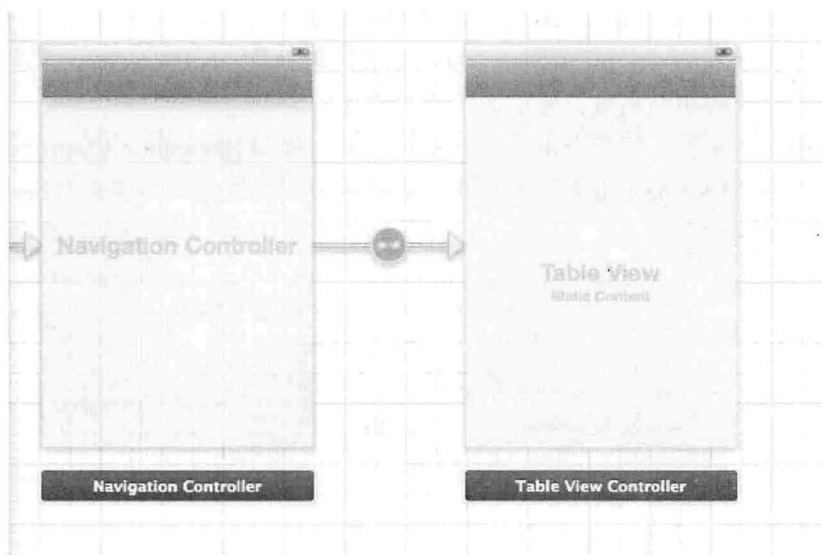 Navigation Controller
Table View
Static Content
Navigation Controller
Table View Controller